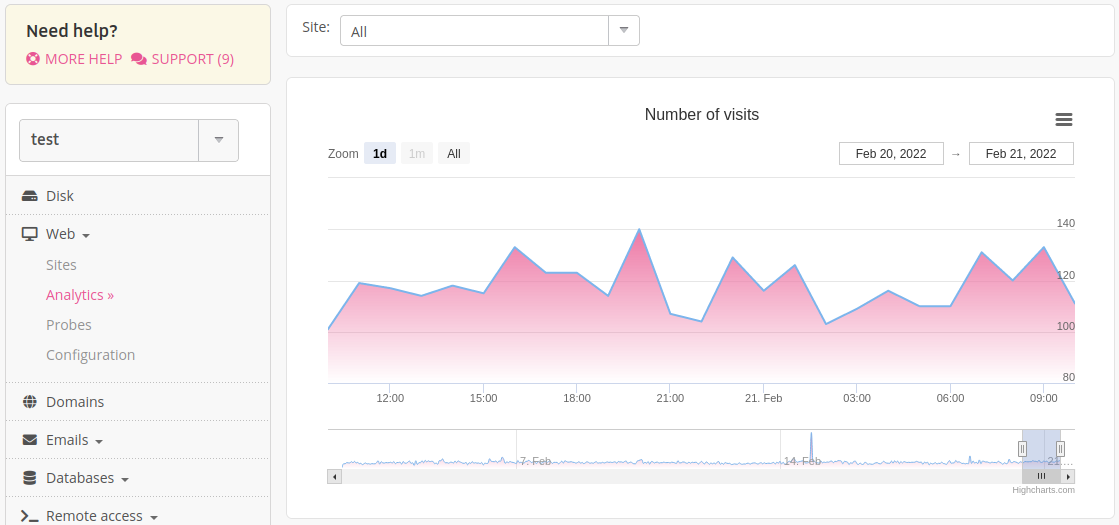 Need help?
MORE HELP SUPPORT (9)
test
Disk
Web
Sites
Analytics »
Probes
Configuration
Domains
Emails
Databases
Remote access
Site: All
Number of visits
Zoom 1d 1m All Feb 20, 2022 → Feb 21, 2022
140
120
100
80
12:00 15:00 18:00 21:00 21. Feb 03:00 06:00 09:00
7. Feb 14. Feb 21.…
Highcharts.com